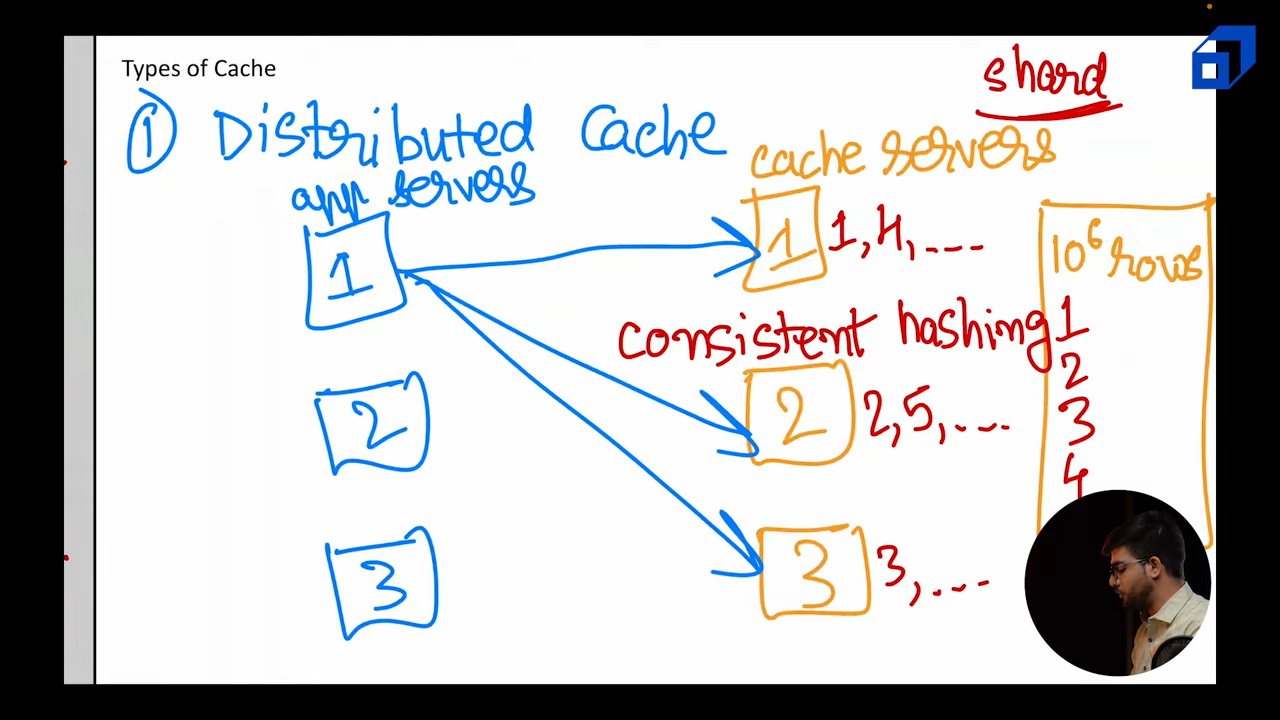 Types of Cache
shard
① Distributed Cache
cache servers
app servers
1
1 1,4,....
10⁶ rows
consistent hashing
1
2
3
4
2
2 2,5,....
3
3 3,....